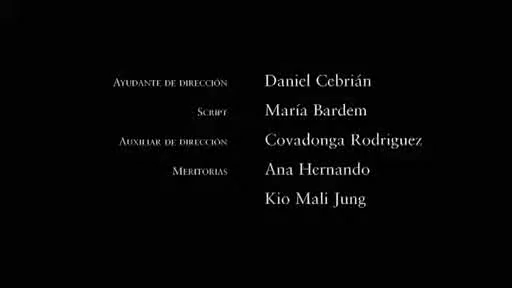 Ayudante de dirección Daniel Cebrián
Script María Bardem
Auxiliar de dirección Covadonga Rodriguez
Meritorias Ana Hernando
Kio Mali Jung